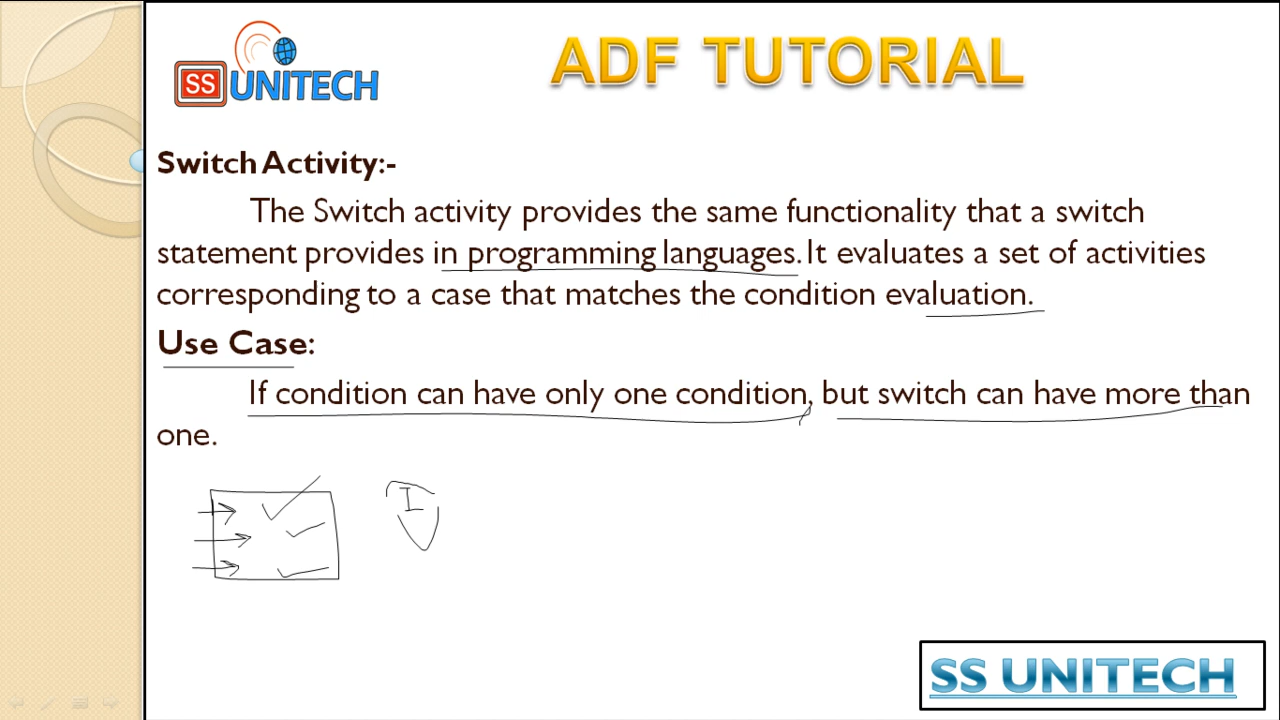 SS UNITECH
ADF TUTORIAL
Switch Activity:-
The Switch activity provides the same functionality that a switch
statement provides in programming languages. It evaluates a set of activities
corresponding to a case that matches the condition evaluation.
Use Case:
If condition can have only one condition, but switch can have more than
one.
I
SS UNITECH